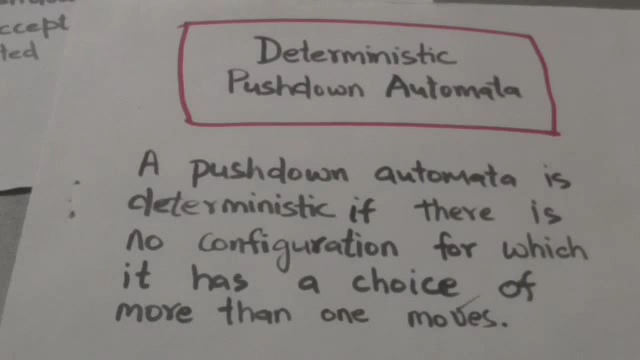 ccept
ted
Deterministic
Pushdown Automata
A pushdown automata is
deterministic if there is
no configuration for which
it has a choice of
more than one moves.